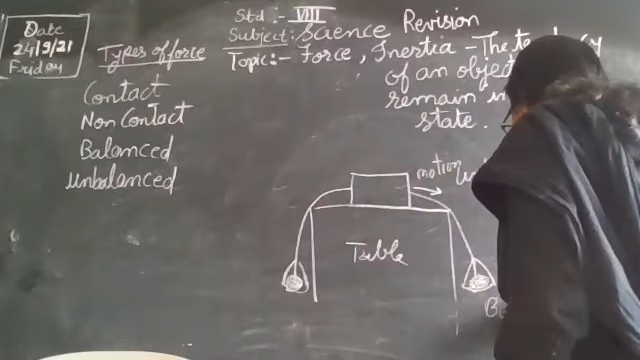 Date
24/9/21
Friday
Std :- VIII
Subject:- Science Revision
Topic:- Force, Inertia - The
of an object
remain in
state.
Types of force
Contact
Non Contact
Balanced
Unbalanced
motion
Table